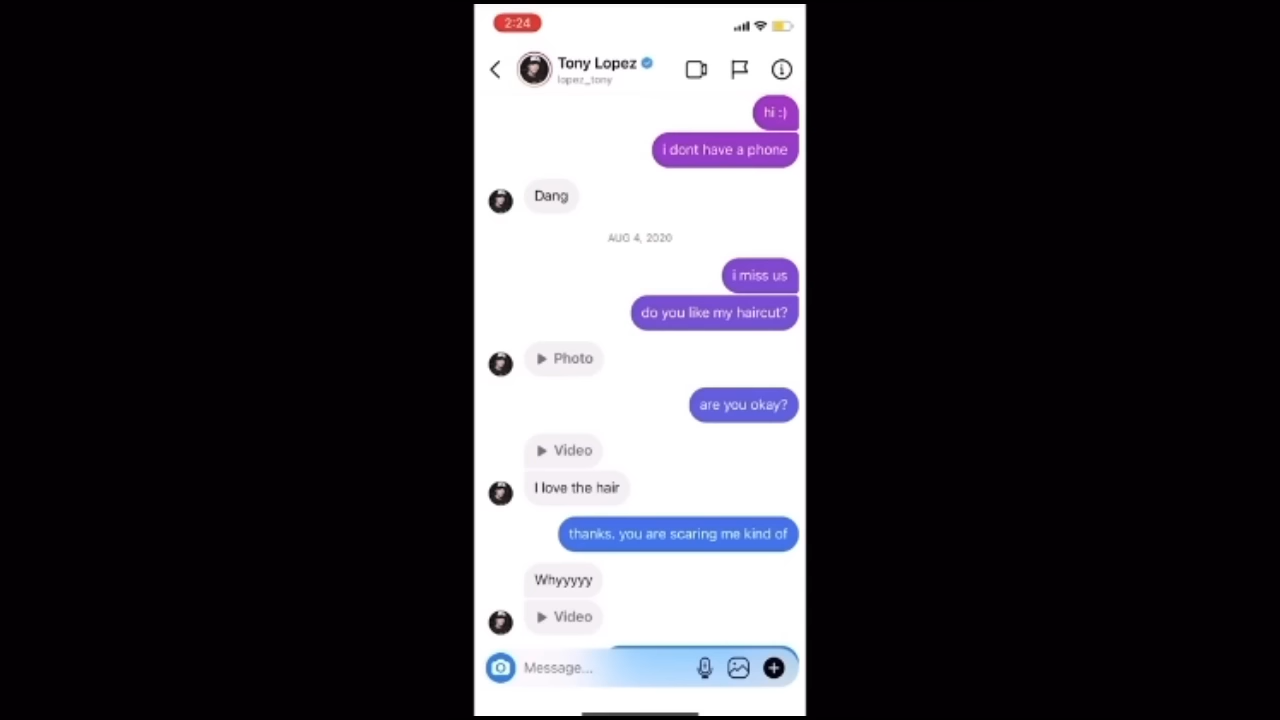 2:24
Tony Lopez
lopez_tony
hi :)
i dont have a phone
Dang
AUG 4, 2020
i miss us
do you like my haircut?
Photo
are you okay?
Video
I love the hair
thanks. you are scaring me kind of
Whyyyyy
Video
Message...